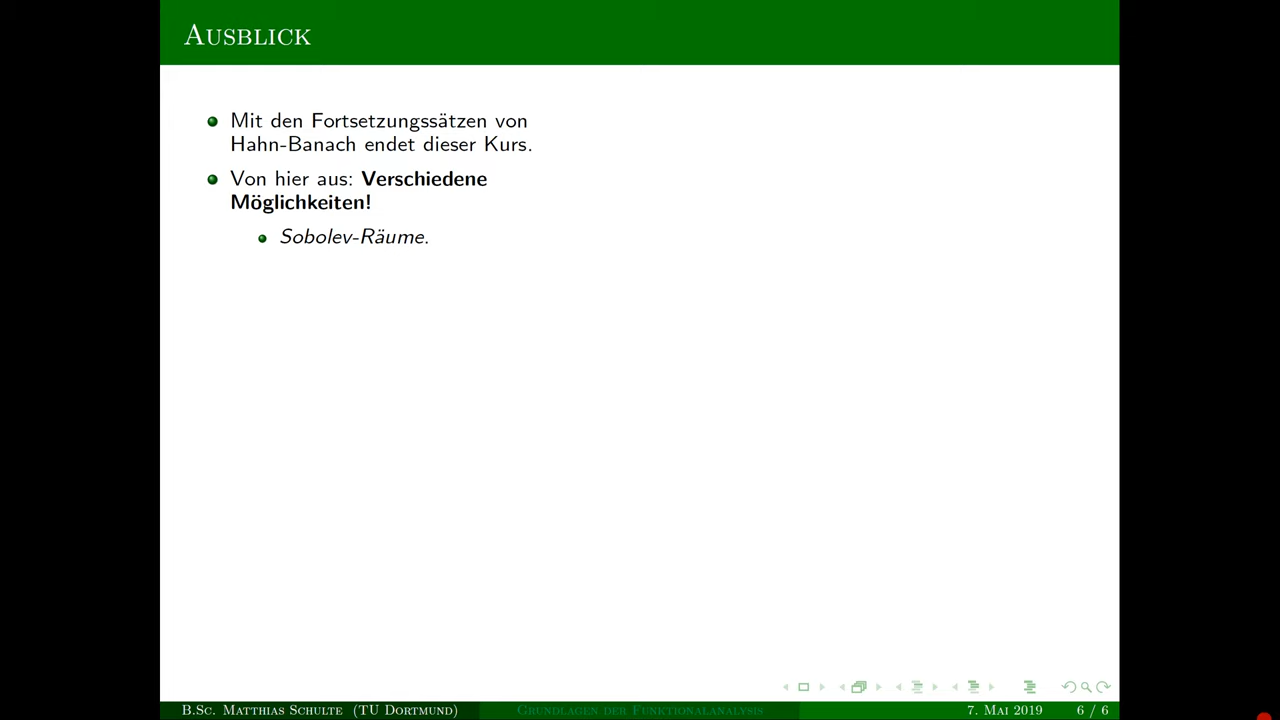 Ausblick
Mit den Fortsetzungssätzen von
Hahn-Banach endet dieser Kurs.
Von hier aus: Verschiedene
Möglichkeiten!
Sobolev-Räume.
B.Sc. Matthias Schulte (TU Dortmund) Grundlagen der Funktionalanalysis 7. Mai 2019 6 / 6